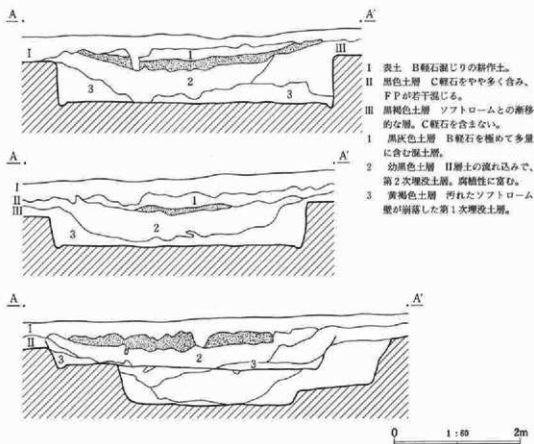 A A'
I 1 III
3 2 3
A A'
I
II 1
III
3 2
A A'
I
II 2
3 3
I 表土 B軽石混じりの耕作土。
II 黒色土層 C軽石をやや多く含み、
FPが若干混じる。
III 黒褐色土層 ソフトロームとの漸移
的な層。C軽石を含まない。
1 黒灰色土層 B軽石を極めて多量
に含む混土層。
2 幼黒色土層 II層土の流れ込みで、
第2次埋没土層。腐植性に富む。
3 黄褐色土層 汚れたソフトローム
壁が崩落した第1次埋没土層。
0 1:60 2m